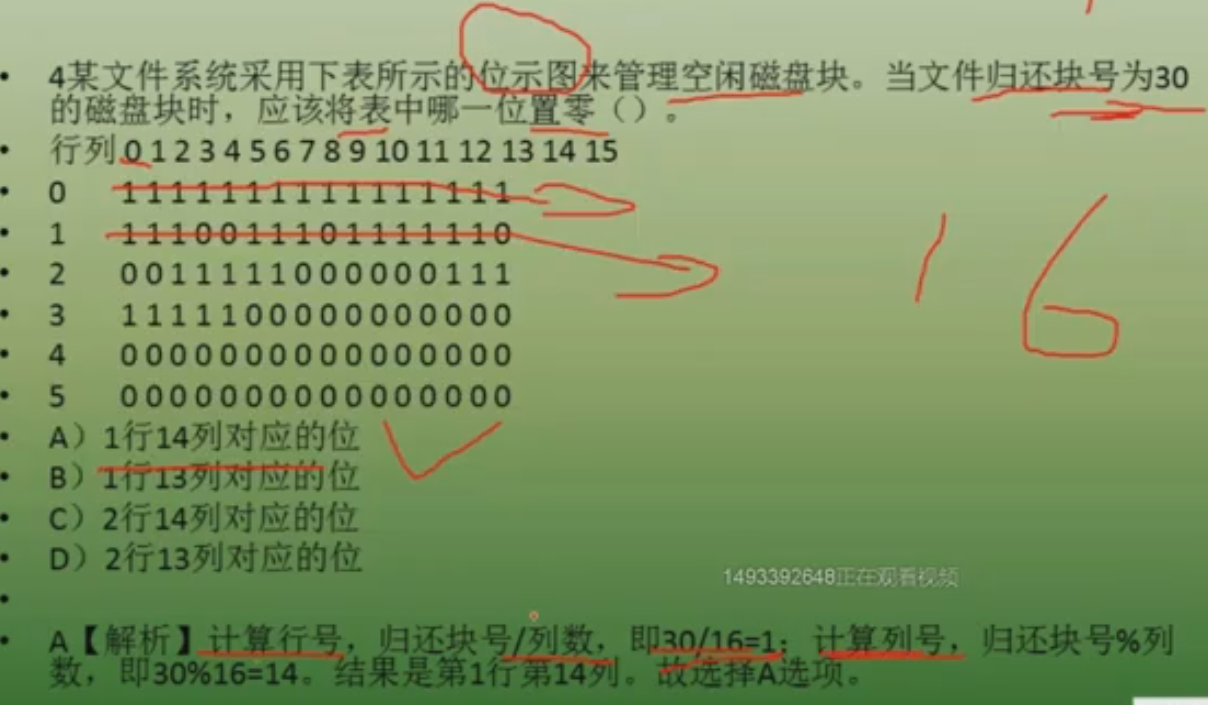 • 4某文件系统采用下表所示的位示图来管理空闲磁盘块。当文件归还块号为30
的磁盘块时，应该将表中哪一位置零（）。
• 行列 0 1 2 3 4 5 6 7 8 9 10 11 12 13 14 15
• 0 1 1 1 1 1 1 1 1 1 1 1 1 1 1 1 1
• 1 1 1 1 0 0 1 1 1 0 1 1 1 1 1 1 0
• 2 0 0 1 1 1 1 1 0 0 0 0 0 0 1 1 1
• 3 1 1 1 1 1 0 0 0 0 0 0 0 0 0 0 0
• 4 0 0 0 0 0 0 0 0 0 0 0 0 0 0 0 0
• 5 0 0 0 0 0 0 0 0 0 0 0 0 0 0 0 0
16
• A）1行14列对应的位
• B）1行13列对应的位
• C）2行14列对应的位
• D）2行13列对应的位
1493392648正在观看视频
•
• A【解析】计算行号，归还块号/列数，即30/16=1；计算列号，归还块号%列
数，即30%16=14。结果是第1行第14列。故选择A选项。